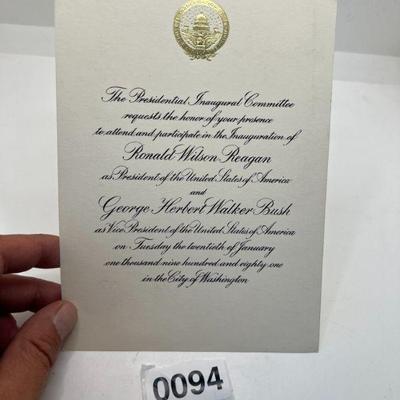 The Presidential Inaugural Committee
requests the honor of your presence
to attend and participate in the Inauguration of
Ronald Wilson Reagan
as President of the United States of America
and
George Herbert Walker Bush
as Vice President of the United States of America
on Tuesday the twentieth of January
one thousand nine hundred and eighty one
in the City of Washington
0094